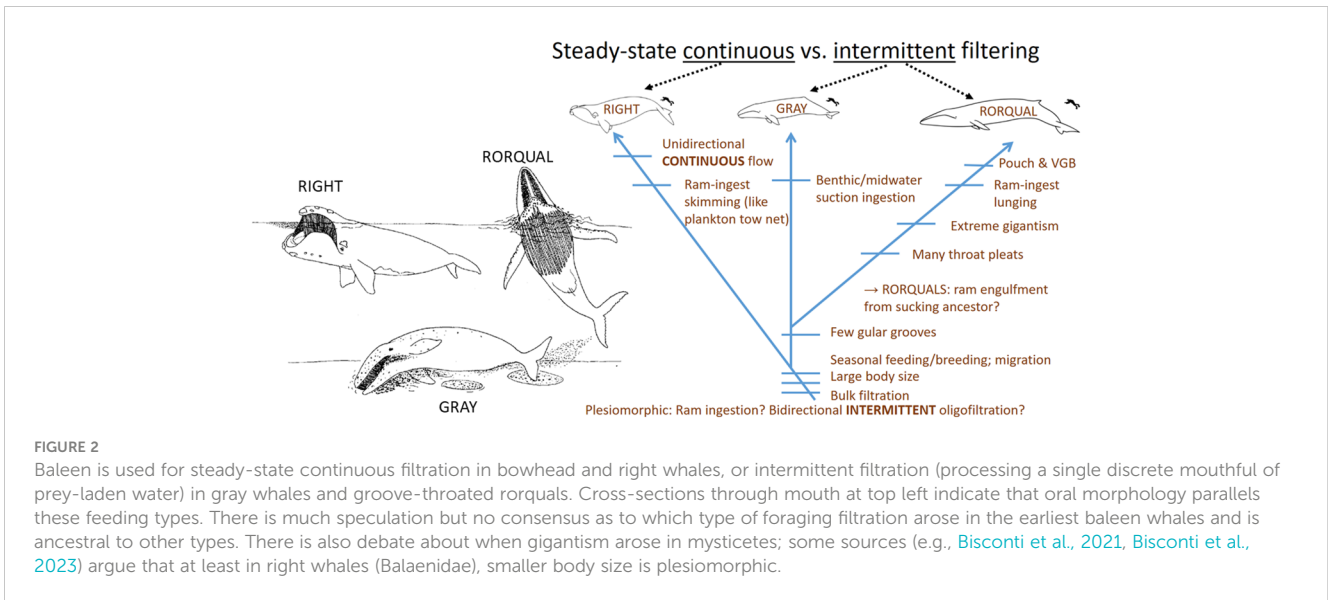 Steady-state continuous vs. intermittent filtering
RIGHT
GRAY
RORQUAL
RIGHT
RORQUAL
GRAY
Unidirectional
CONTINUOUS flow
Ram-ingest
skimming (like
plankton tow net)
Benthic/midwater
suction ingestion
Pouch & VGB
Ram-ingest
lunging
Extreme gigantism
Many throat pleats
→ RORQUALS: ram engulfment
from sucking ancestor?
Few gular grooves
Seasonal feeding/breeding; migration
Large body size
Bulk filtration
Plesiomorphic: Ram ingestion? Bidirectional INTERMITTENT oligofiltration?
FIGURE 2
Baleen is used for steady-state continuous filtration in bowhead and right whales, or intermittent filtration (processing a single discrete mouthful of
prey-laden water) in gray whales and groove-throated rorquals. Cross-sections through mouth at top left indicate that oral morphology parallels
these feeding types. There is much speculation but no consensus as to which type of foraging filtration arose in the earliest baleen whales and is
ancestral to other types. There is also debate about when gigantism arose in mysticetes; some sources (e.g., Bisconti et al., 2021, Bisconti et al.,
2023) argue that at least in right whales (Balaenidae), smaller body size is plesiomorphic.